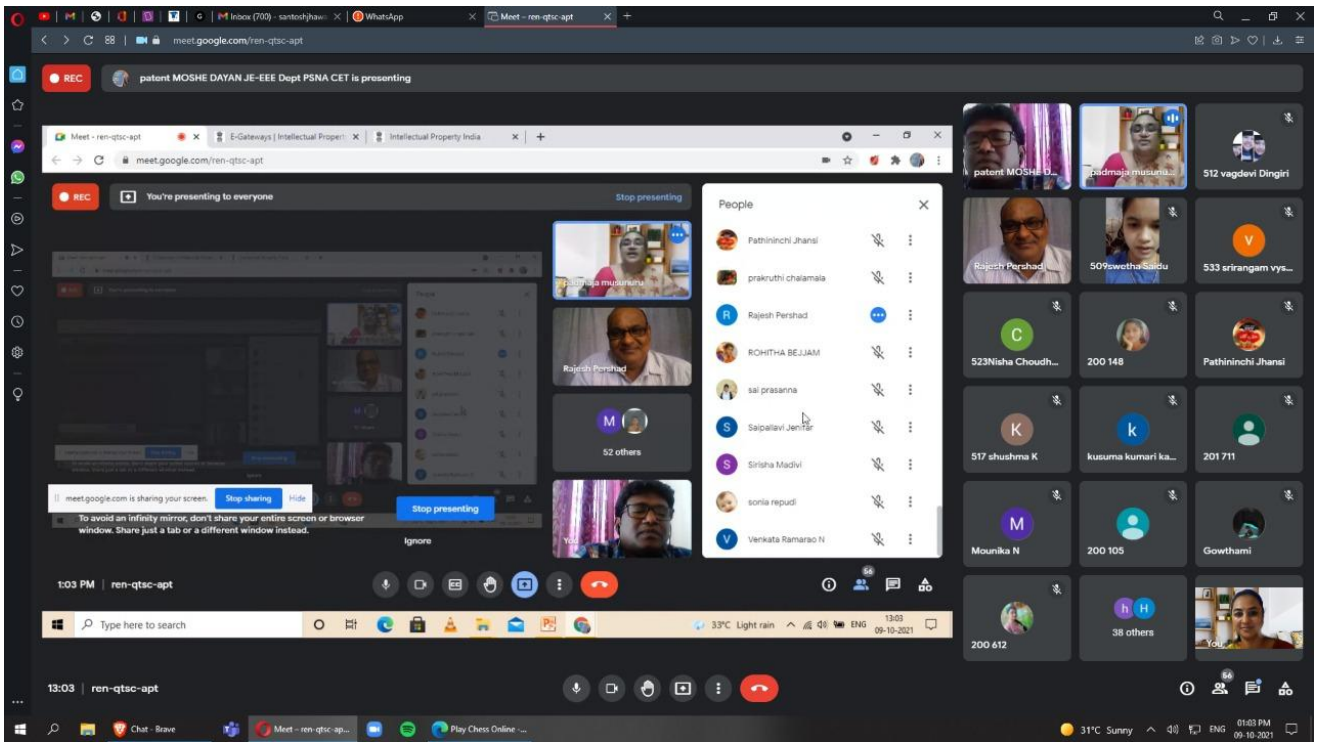 M Inbox (700) - santoshjhawa
WhatsApp
Meet – ren-qtsc-apt
meet.google.com/ren-qtsc-apt
REC
patent MOSHE DAYAN JE-EEE Dept PSNA CET is presenting
Meet - ren-qtsc-apt
E-Gateways | Intellectual Propert
Intellectual Property India
meet.google.com/ren-qtsc-apt
REC
You're presenting to everyone
Stop presenting
padmaja musunuru
Rajesh Pershad
M
52 others
You
People
Pathininchi Jhansi
prakruthi chalamala
R
Rajesh Pershad
ROHITHA BEJJAM
sai prasanna
S
Saipallavi Jenifar
S
Sirisha Madivi
sonia repudi
V
Venkata Ramarao N
meet.google.com is sharing your screen.
Stop sharing
Hide
To avoid an infinity mirror, don't share your entire screen or browser
window. Share just a tab or a different window instead.
Stop presenting
Ignore
1:03 PM | ren-qtsc-apt
56
Type here to search
33°C Light rain
ENG
13:03
09-10-2021
patent MOSHE D...
padmaja musunu...
512 vagdevi Dingiri
Rajesh Pershad
509swetha Saidu
V
533 srirangam vys...
C
523Nisha Choudh...
200 148
Pathininchi Jhansi
K
517 shushma K
k
kusuma kumari ka...
201 711
M
Mounika N
200 105
Gowthami
200 612
h H
38 others
You
13:03 | ren-qtsc-apt
56
Chat - Brave
Meet – ren-qtsc-ap...
Play Chess Online -...
31°C Sunny
ENG
01:03 PM
09-10-2021